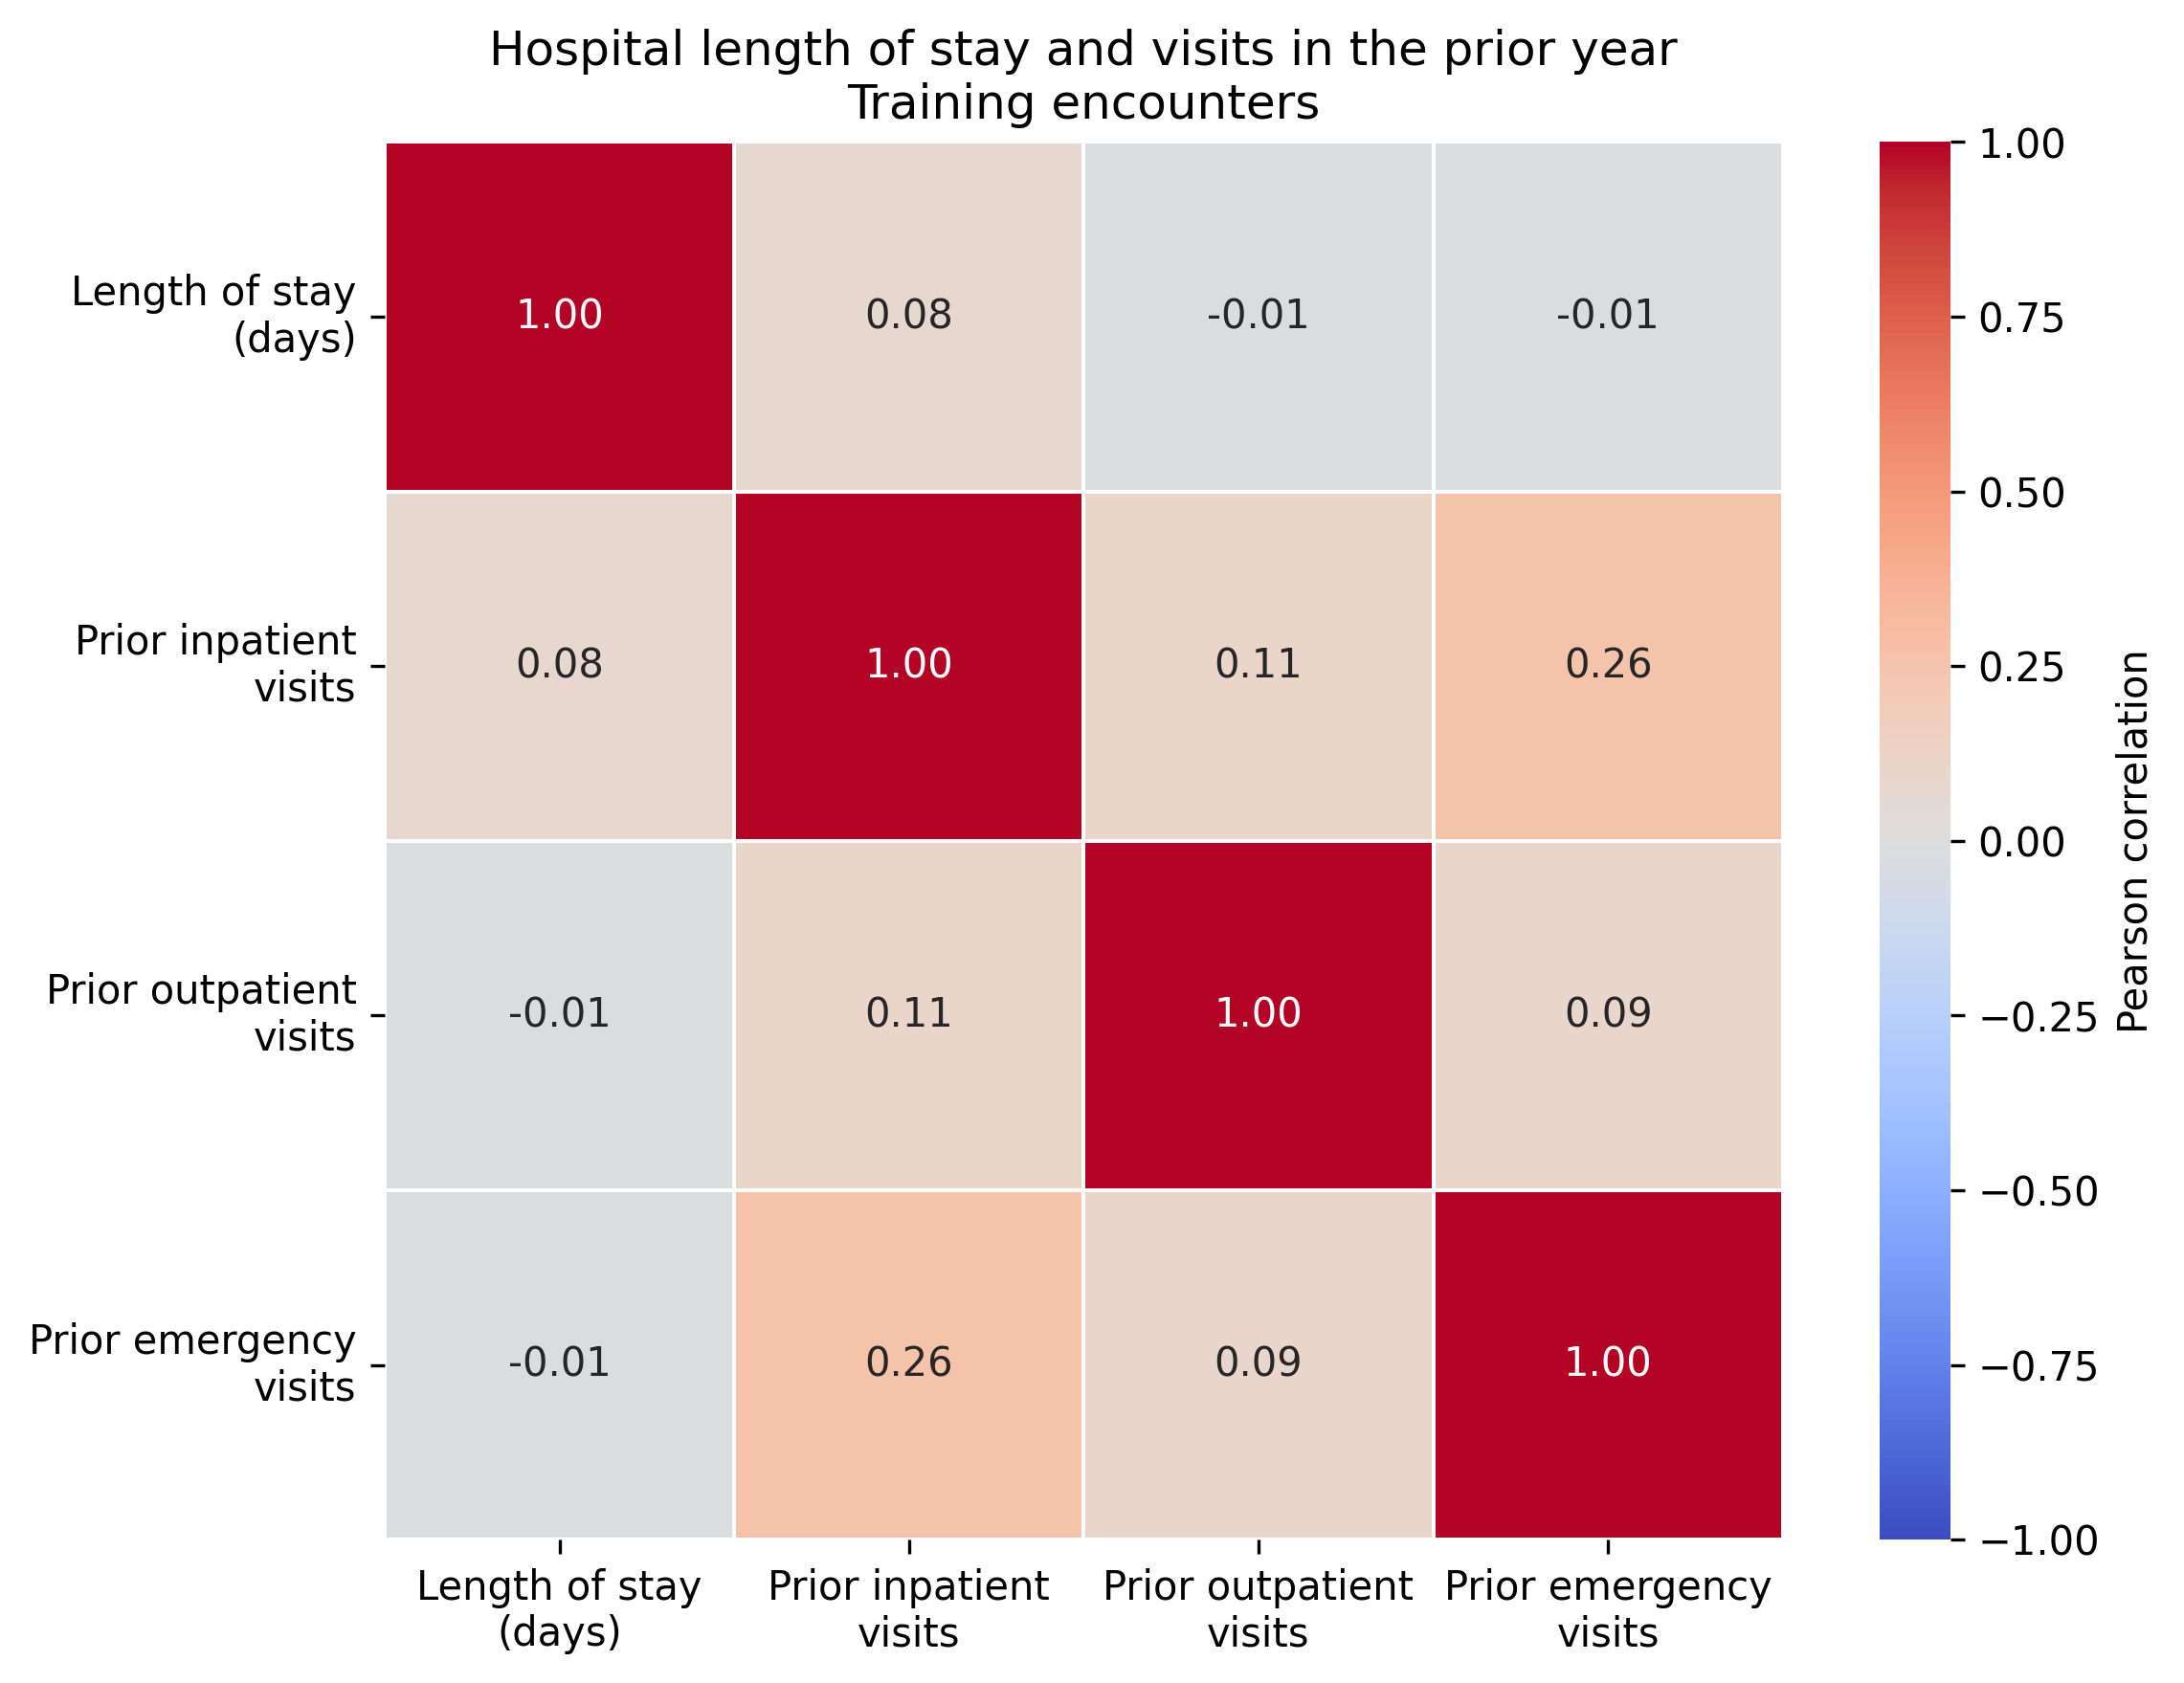 Hospital length of stay and visits in the prior year
Training encounters
Length of stay
(days)
1.00
0.08
-0.01
-0.01
Prior inpatient
visits
0.08
1.00
0.11
0.26
Prior outpatient
visits
-0.01
0.11
1.00
0.09
Prior emergency
visits
-0.01
0.26
0.09
1.00
Length of stay
(days)
Prior inpatient
visits
Prior outpatient
visits
Prior emergency
visits
1.00
0.75
0.50
0.25
0.00
−0.25
−0.50
−0.75
−1.00
Pearson correlation